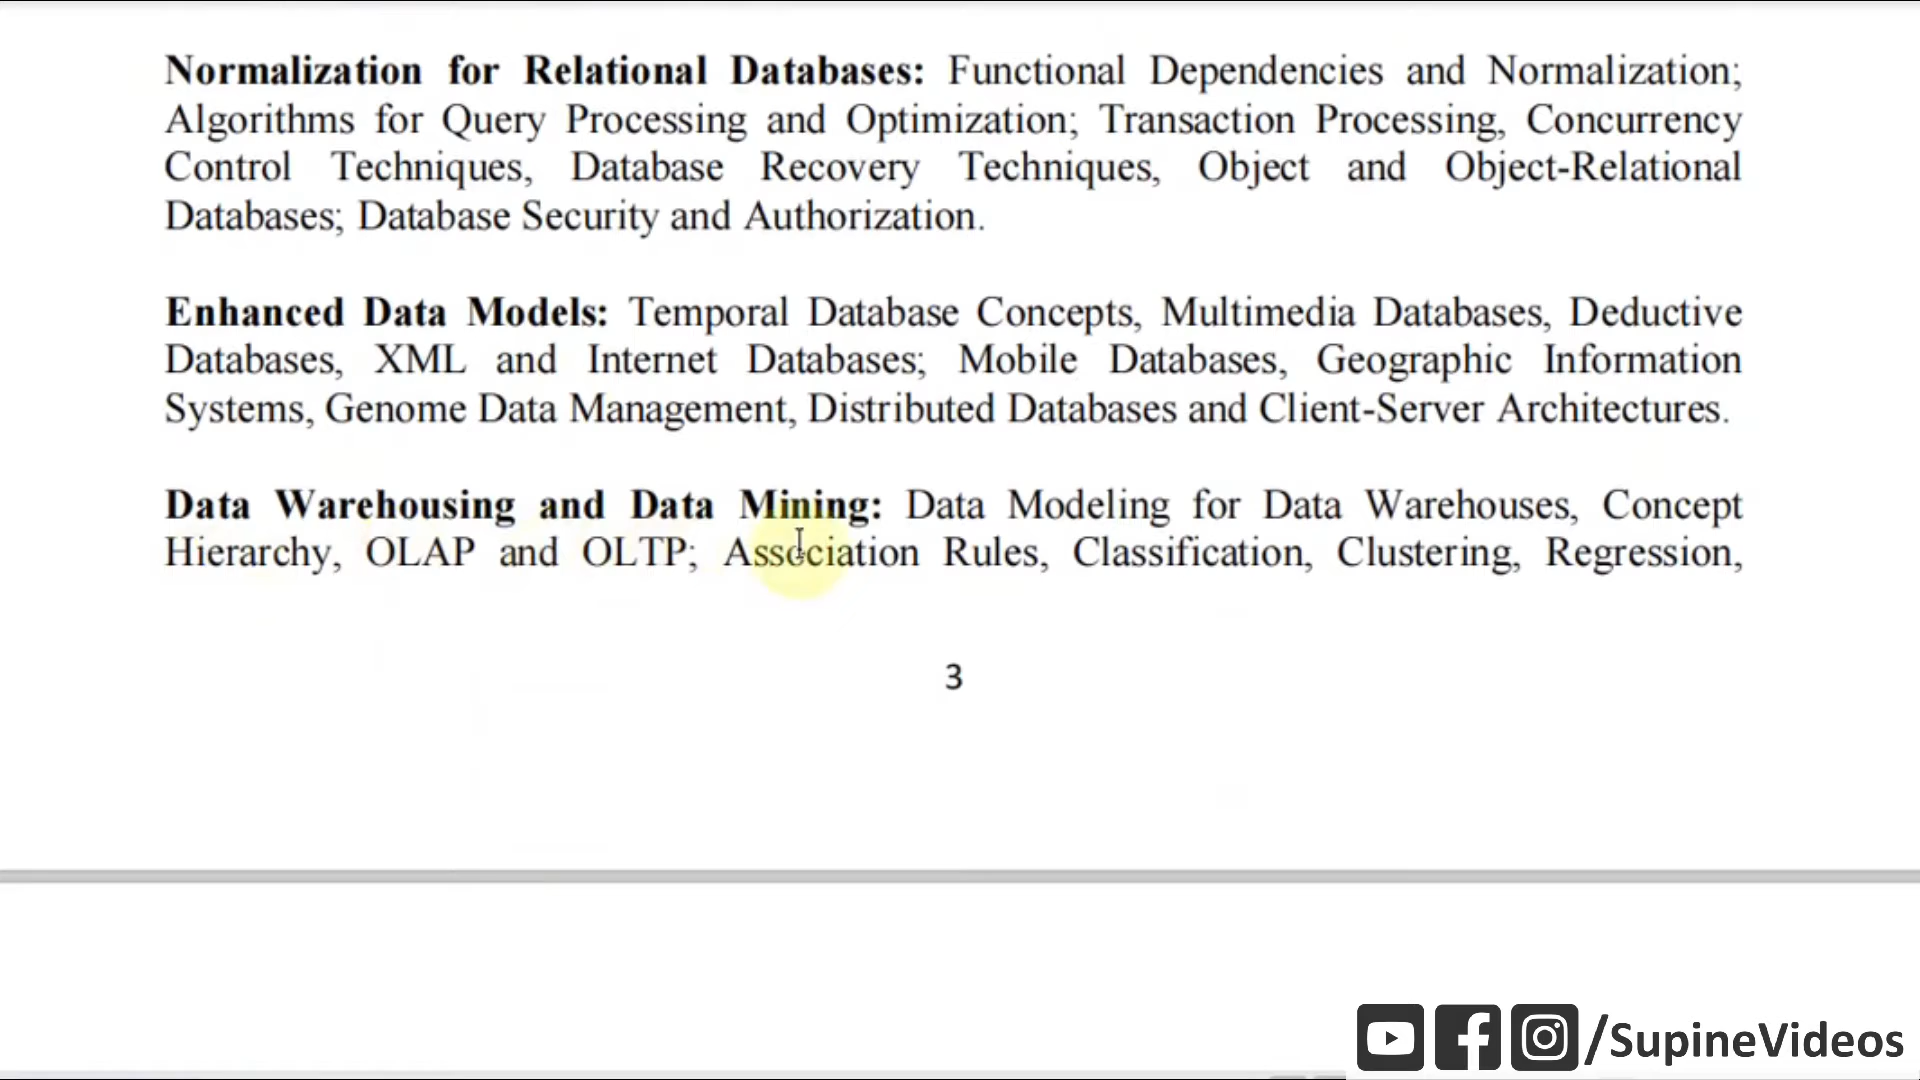 Normalization for Relational Databases: Functional Dependencies and Normalization;
Algorithms for Query Processing and Optimization; Transaction Processing, Concurrency
Control Techniques, Database Recovery Techniques, Object and Object-Relational
Databases; Database Security and Authorization.
Enhanced Data Models: Temporal Database Concepts, Multimedia Databases, Deductive
Databases, XML and Internet Databases; Mobile Databases, Geographic Information
Systems, Genome Data Management, Distributed Databases and Client-Server Architectures.
Data Warehousing and Data Mining: Data Modeling for Data Warehouses, Concept
Hierarchy, OLAP and OLTP; Association Rules, Classification, Clustering, Regression,
3
/SupineVideos